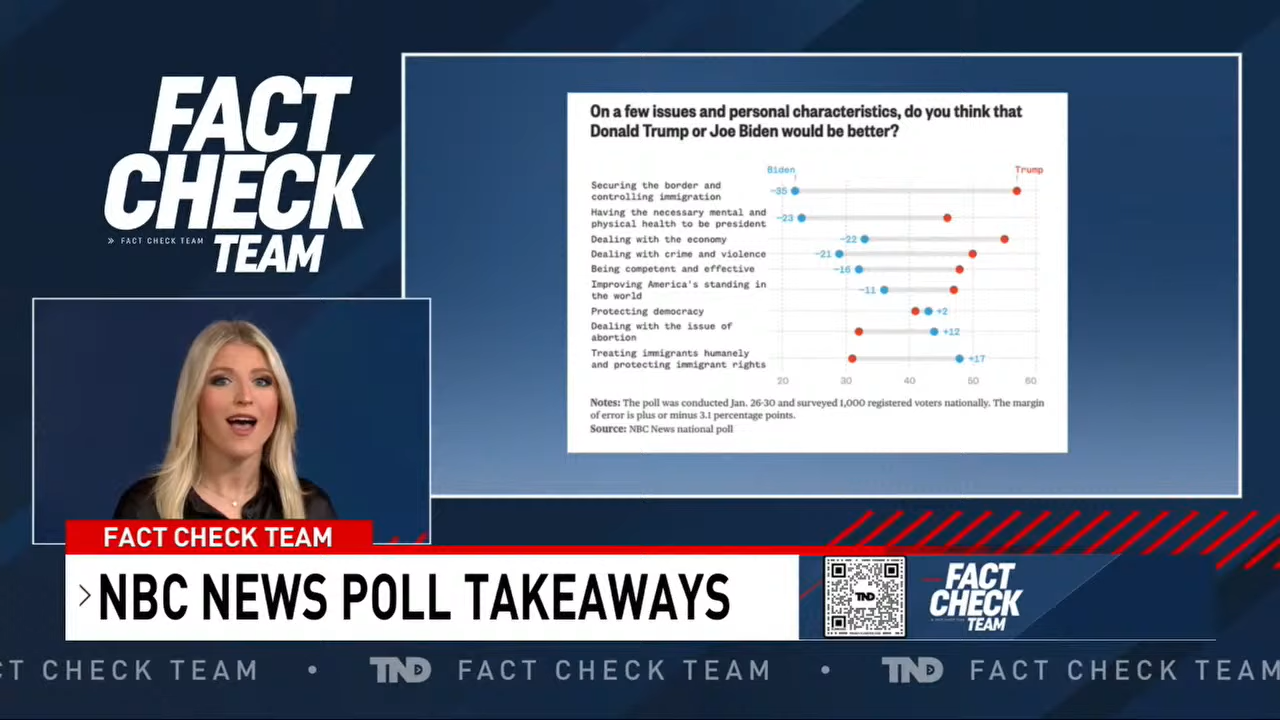 FACT
CHECK
TEAM
» FACT CHECK TEAM
On a few issues and personal characteristics, do you think that
Donald Trump or Joe Biden would be better?
Biden
Trump
Securing the border and
controlling immigration
-35
Having the necessary mental and
physical health to be president
-23
Dealing with the economy
-22
Dealing with crime and violence
-21
Being competent and effective
-16
Improving America's standing in
the world
-11
Protecting democracy
+2
Dealing with the issue of
abortion
+12
Treating immigrants humanely
and protecting immigrant rights
+17
20 30 40 50 60
Notes: The poll was conducted Jan. 26-30 and surveyed 1,000 registered voters nationally. The margin
of error is plus or minus 3.1 percentage points.
Source: NBC News national poll
FACT CHECK TEAM
>NBC NEWS POLL TAKEAWAYS
TND
FACT
CHECK
TEAM
CT CHECK TEAM • TND FACT CHECK TEAM • TND FACT CHECK TEAM